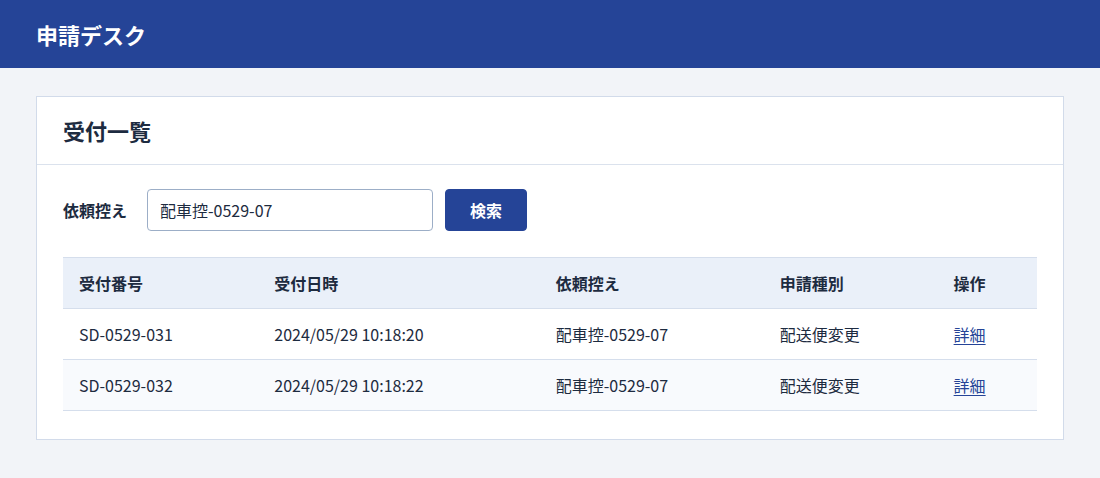 申請デスク
受付一覧
依頼控え 配車控-0529-07 検索
受付番号 受付日時 依頼控え 申請種別 操作
SD-0529-031 2024/05/29 10:18:20 配車控-0529-07 配送便変更 詳細
SD-0529-032 2024/05/29 10:18:22 配車控-0529-07 配送便変更 詳細